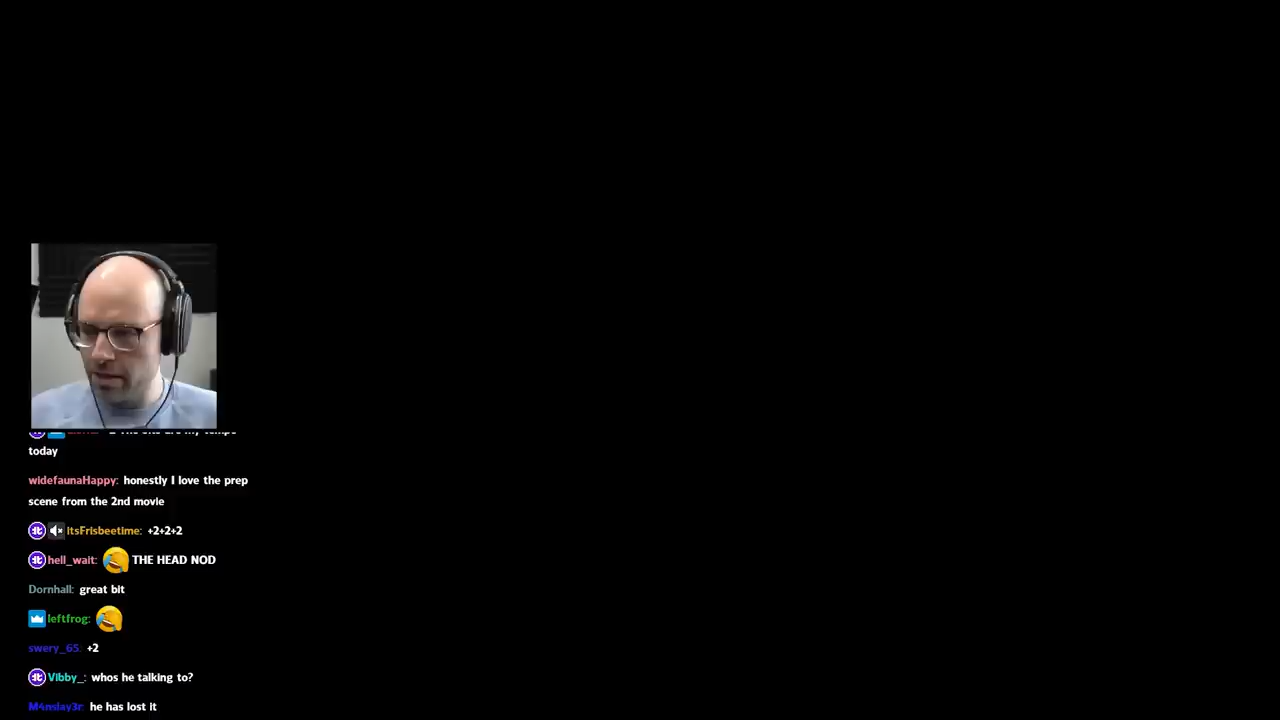 today
widefaunaHappy: honestly I love the prep
scene from the 2nd movie
itsFrisbeetime: +2+2+2
hell_wait: THE HEAD NOD
Dornhall: great bit
leftfrog:
swery_65: +2
Vibby_: whos he talking to?
M4nslay3r: he has lost it